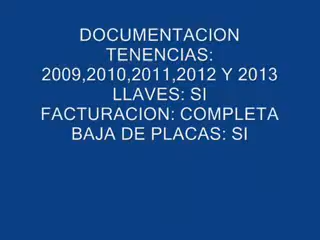 DOCUMENTACION
TENENCIAS:
2009,2010,2011,2012 Y 2013
LLAVES: SI
FACTURACION: COMPLETA
BAJA DE PLACAS: SI